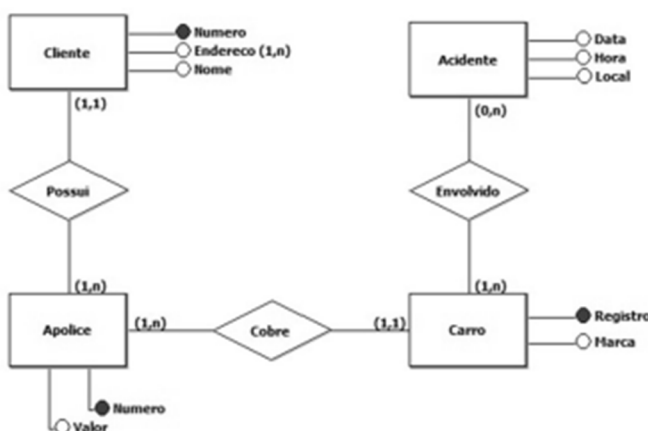 Cliente
Numero
Endereco (1,n)
Nome
(1,1)
Possui
(1,n)
Apolice
(1,n)
Numero
Valor
Cobre
(1,1)
Acidente
Data
Hora
Local
(0,n)
Envolvido
(1,n)
Carro
Registro
Marca